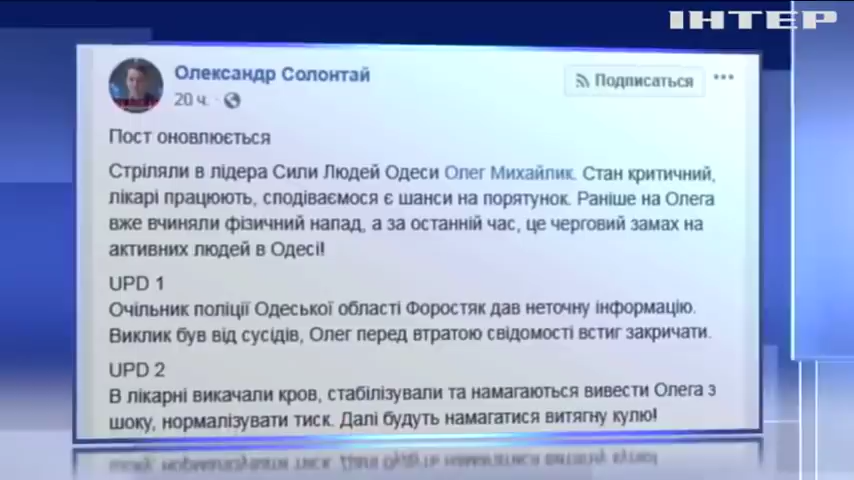 ІНТЕР
Олександр Солонтай
20 ч. ·
Подписаться
Пост оновлюється
Стріляли в лідера Сили Людей Одеси Олег Михайлик. Стан критичний,
лікарі працюють, сподіваємося є шанси на порятунок. Раніше на Олега
вже вчиняли фізичний напад, а за останній час, це черговий замах на
активних людей в Одесі!
UPD 1
Очільник поліції Одеської області Форостяк дав неточну інформацію.
Виклик був від сусідів, Олег перед втратою свідомості встиг закричати.
UPD 2
В лікарні викачали кров, стабілізували та намагаються вивести Олега з
шоку, нормалізувати тиск. Далі будуть намагатися витягну кулю!